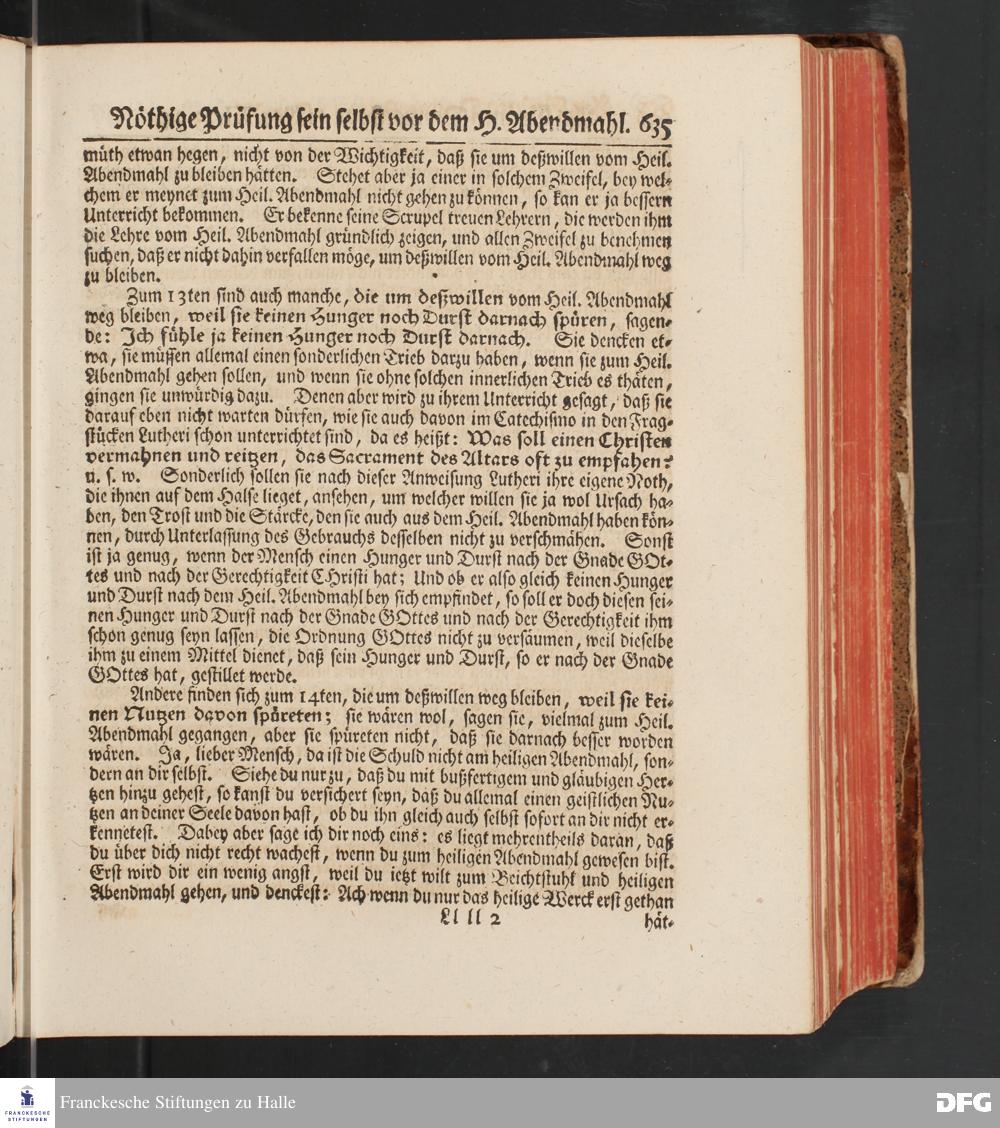 Nöthige Prüfung sein selbst vor dem H. Abendmahl. 635
müth etwan hegen, nicht von der Wichtigkeit, daß sie um deßwillen vom Heil.
Abendmahl zu bleiben hätten. Stehet aber ja einer in solchem Zweifel, bey wel-
chem er meynet zum Heil. Abendmahl nicht gehen zu können, so kan er ja bessern
Unterricht bekommen. Er bekenne seine Scrupel treuen Lehrern, die werden ihm
die Lehre vom Heil. Abendmahl gründlich zeigen, und allen Zweifel zu benehmen
suchen, daß er nicht dahin verfallen möge, um deßwillen vom Heil. Abendmahl weg
zu bleiben.
Zum 13ten sind auch manche, die um deßwillen vom Heil. Abendmahl
weg bleiben, weil sie keinen Hunger noch Durst darnach spüren, sagen-
de: Ich fühle ja keinen Hunger noch Durst darnach. Sie dencken et-
wa, sie müssen allemal einen sonderlichen Trieb darzu haben, wenn sie zum Heil.
Abendmahl gehen sollen, und wenn sie ohne solchen innerlichen Trieb es thäten,
gingen sie unwürdig dazu. Denen aber wird zu ihrem Unterricht gesagt, daß sie
darauf eben nicht warten dürfen, wie sie auch davon im Catechismo in den Frag-
stücken Lutheri schon unterrichtet sind, da es heißt: Was soll einen Christen
vermahnen und reitzen, das Sacrament des Altars oft zu empfahen?
u. s. w. Sonderlich sollen sie nach dieser Anweisung Lutheri ihre eigene Noth,
die ihnen auf dem Halse lieget, ansehen, um welcher willen sie ja wol Ursach ha-
ben, den Trost und die Stärcke, den sie auch aus dem Heil. Abendmahl haben kön-
nen, durch Unterlassung des Gebrauchs desselben nicht zu verschmähen. Sonst
ist ja genug, wenn der Mensch einen Hunger und Durst nach der Gnade GOt-
tes und nach der Gerechtigkeit CHristi hat; Und ob er also gleich keinen Hunger
und Durst nach dem Heil. Abendmahl bey sich empfindet, so soll er doch diesen sei-
nen Hunger und Durst nach der Gnade GOttes und nach der Gerechtigkeit ihm
schon genug seyn lassen, die Ordnung GOttes nicht zu versäumen, weil dieselbe
ihm zu einem Mittel dienet, daß sein Hunger und Durst, so er nach der Gnade
GOttes hat, gestillet werde.
Andere finden sich zum 14ten, die um deßwillen weg bleiben, weil sie kei-
nen Nutzen davon spüreten; sie wären wol, sagen sie, vielmal zum Heil.
Abendmahl gegangen, aber sie spüreten nicht, daß sie darnach besser worden
wären. Ja, lieber Mensch, da ist die Schuld nicht am heiligen Abendmahl, son-
dern an dir selbst. Siehe du nur zu, daß du mit bußfertigem und gläubigen Her-
tzen hinzu gehest, so kanst du versichert seyn, daß du allemal einen geistlichen Nu-
tzen an deiner Seele davon hast, ob du ihn gleich auch selbst sofort an dir nicht er-
kennetest. Dabey aber sage ich dir noch eins: es liegt mehrentheils daran, daß
du über dich nicht recht wachest, wenn du zum heiligen Abendmahl gewesen bist.
Erst wird dir ein wenig angst, weil du ietzt wilt zum Beichtstuhl und heiligen
Abendmahl gehen, und denckest: Ach wenn du nur das heilige Werck erst gethan
Ll ll 2
hät-
FRANCKESCHE STIFTUNGEN
Franckesche Stiftungen zu Halle
DFG